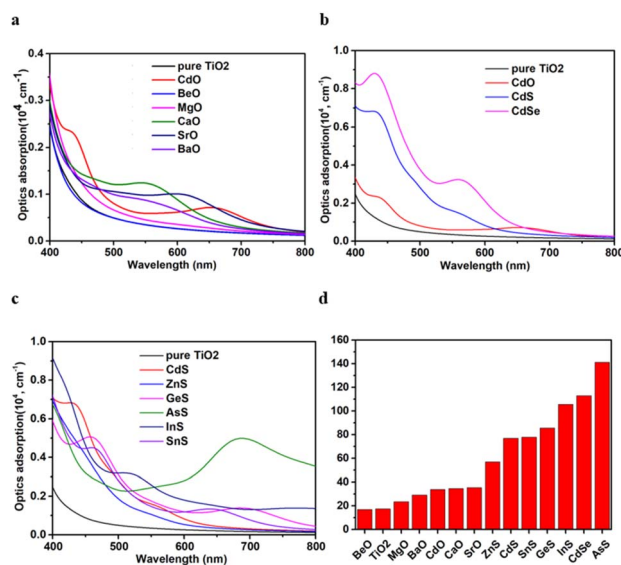 a
b
0.4
0.3
0.2
0.1
0.0
400 500 600 700 800
Optics absorption(10⁴, cm⁻¹)
Wavelength (nm)
pure TiO2
CdO
BeO
MgO
CaO
SrO
BaO
1.0
0.8
0.6
0.4
0.2
0.0
400 500 600 700 800
Optics adsorption(10⁴, cm⁻¹)
Wavelength (nm)
pure TiO2
CdO
CdS
CdSe
c
d
1.0
0.8
0.6
0.4
0.2
0.0
400 500 600 700 800
Optics adsorption(10⁴, cm⁻¹)
Wavelength (nm)
pure TiO2
CdS
ZnS
GeS
AsS
InS
SnS
160
140
120
100
80
60
40
20
0
BeO TiO2 MgO BaO CdO CaO SrO ZnS CdS SnS GeS InS CdSe AsS